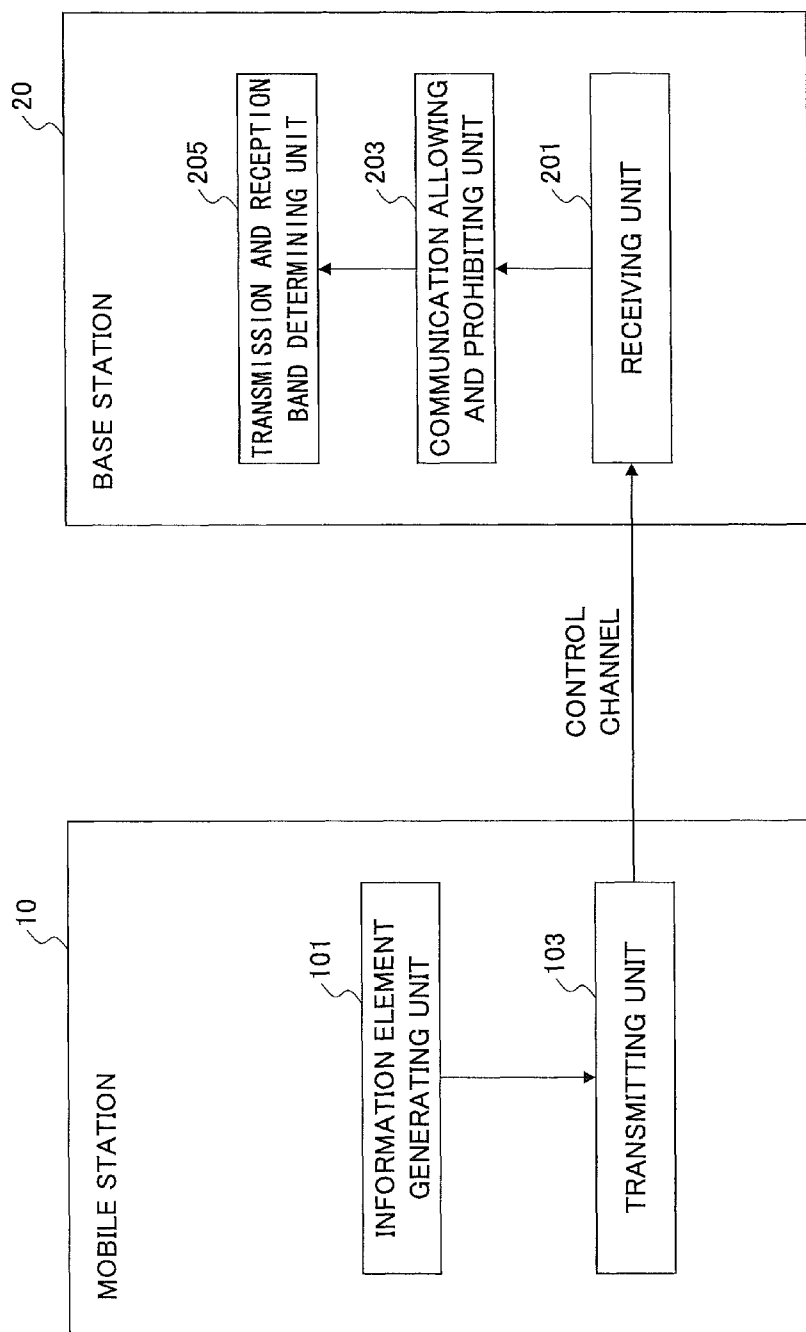 10
MOBILE STATION
101
INFORMATION ELEMENT
GENERATING UNIT
103
TRANSMITTING UNIT
CONTROL
CHANNEL
20
BASE STATION
205
TRANSMISSION AND RECEPTION
BAND DETERMINING UNIT
203
COMMUNICATION ALLOWING
AND PROHIBITING UNIT
201
RECEIVING UNIT